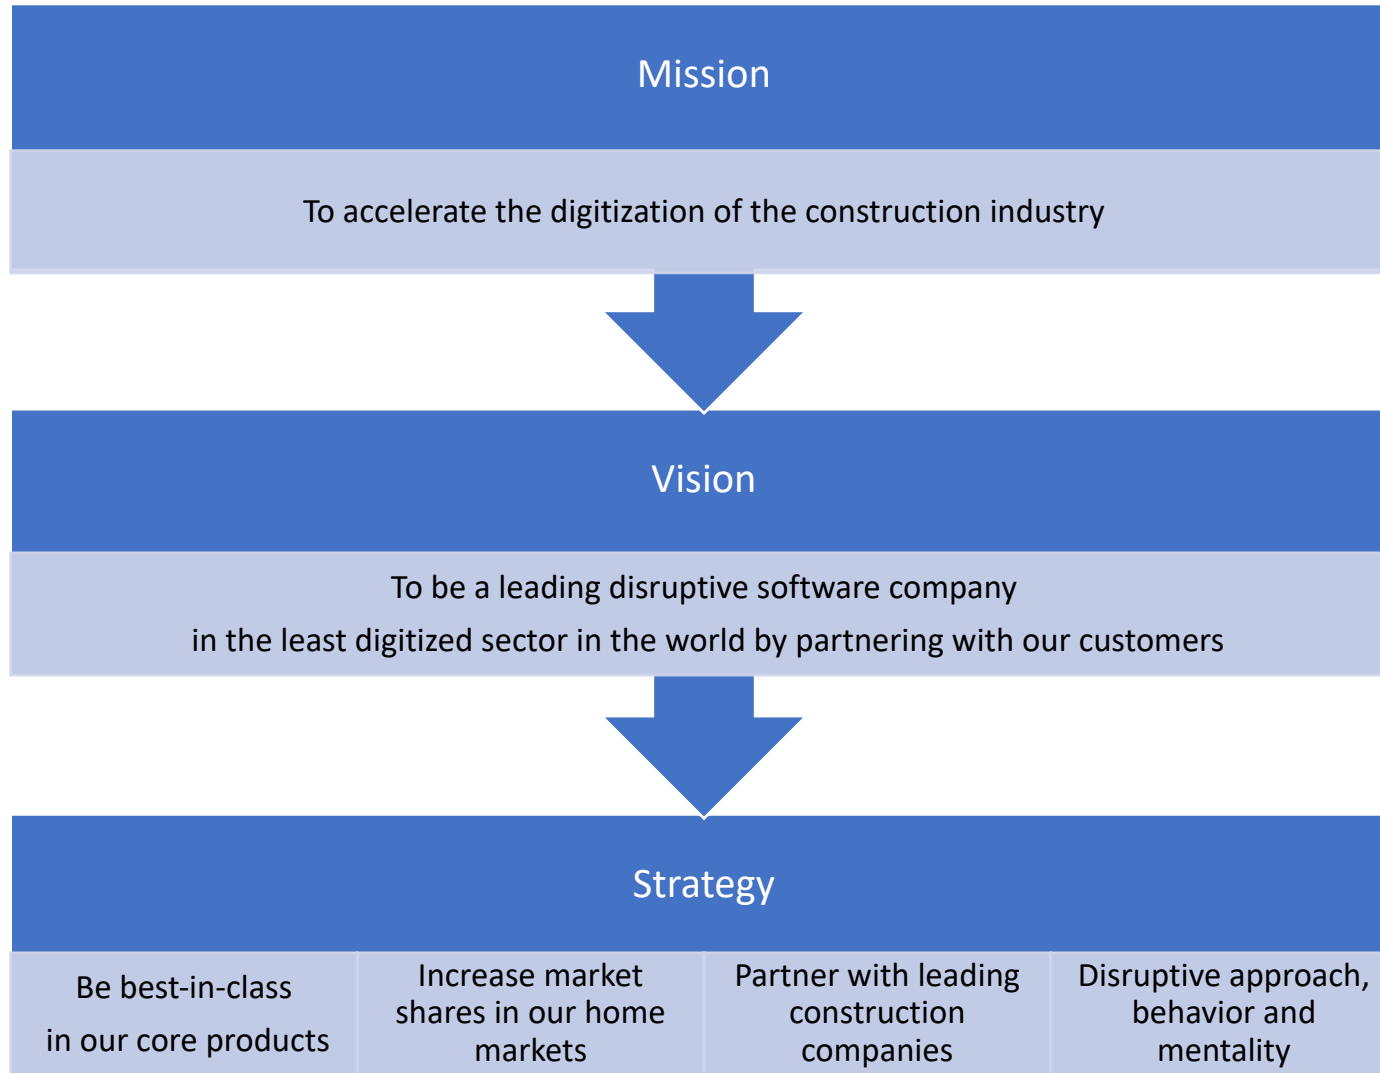 Mission
To accelerate the digitization of the construction industry
Vision
To be a leading disruptive software company
in the least digitized sector in the world by partnering with our customers
Strategy
Be best-in-class
in our core products
Increase market
shares in our home
markets
Partner with leading
construction
companies
Disruptive approach,
behavior and
mentality